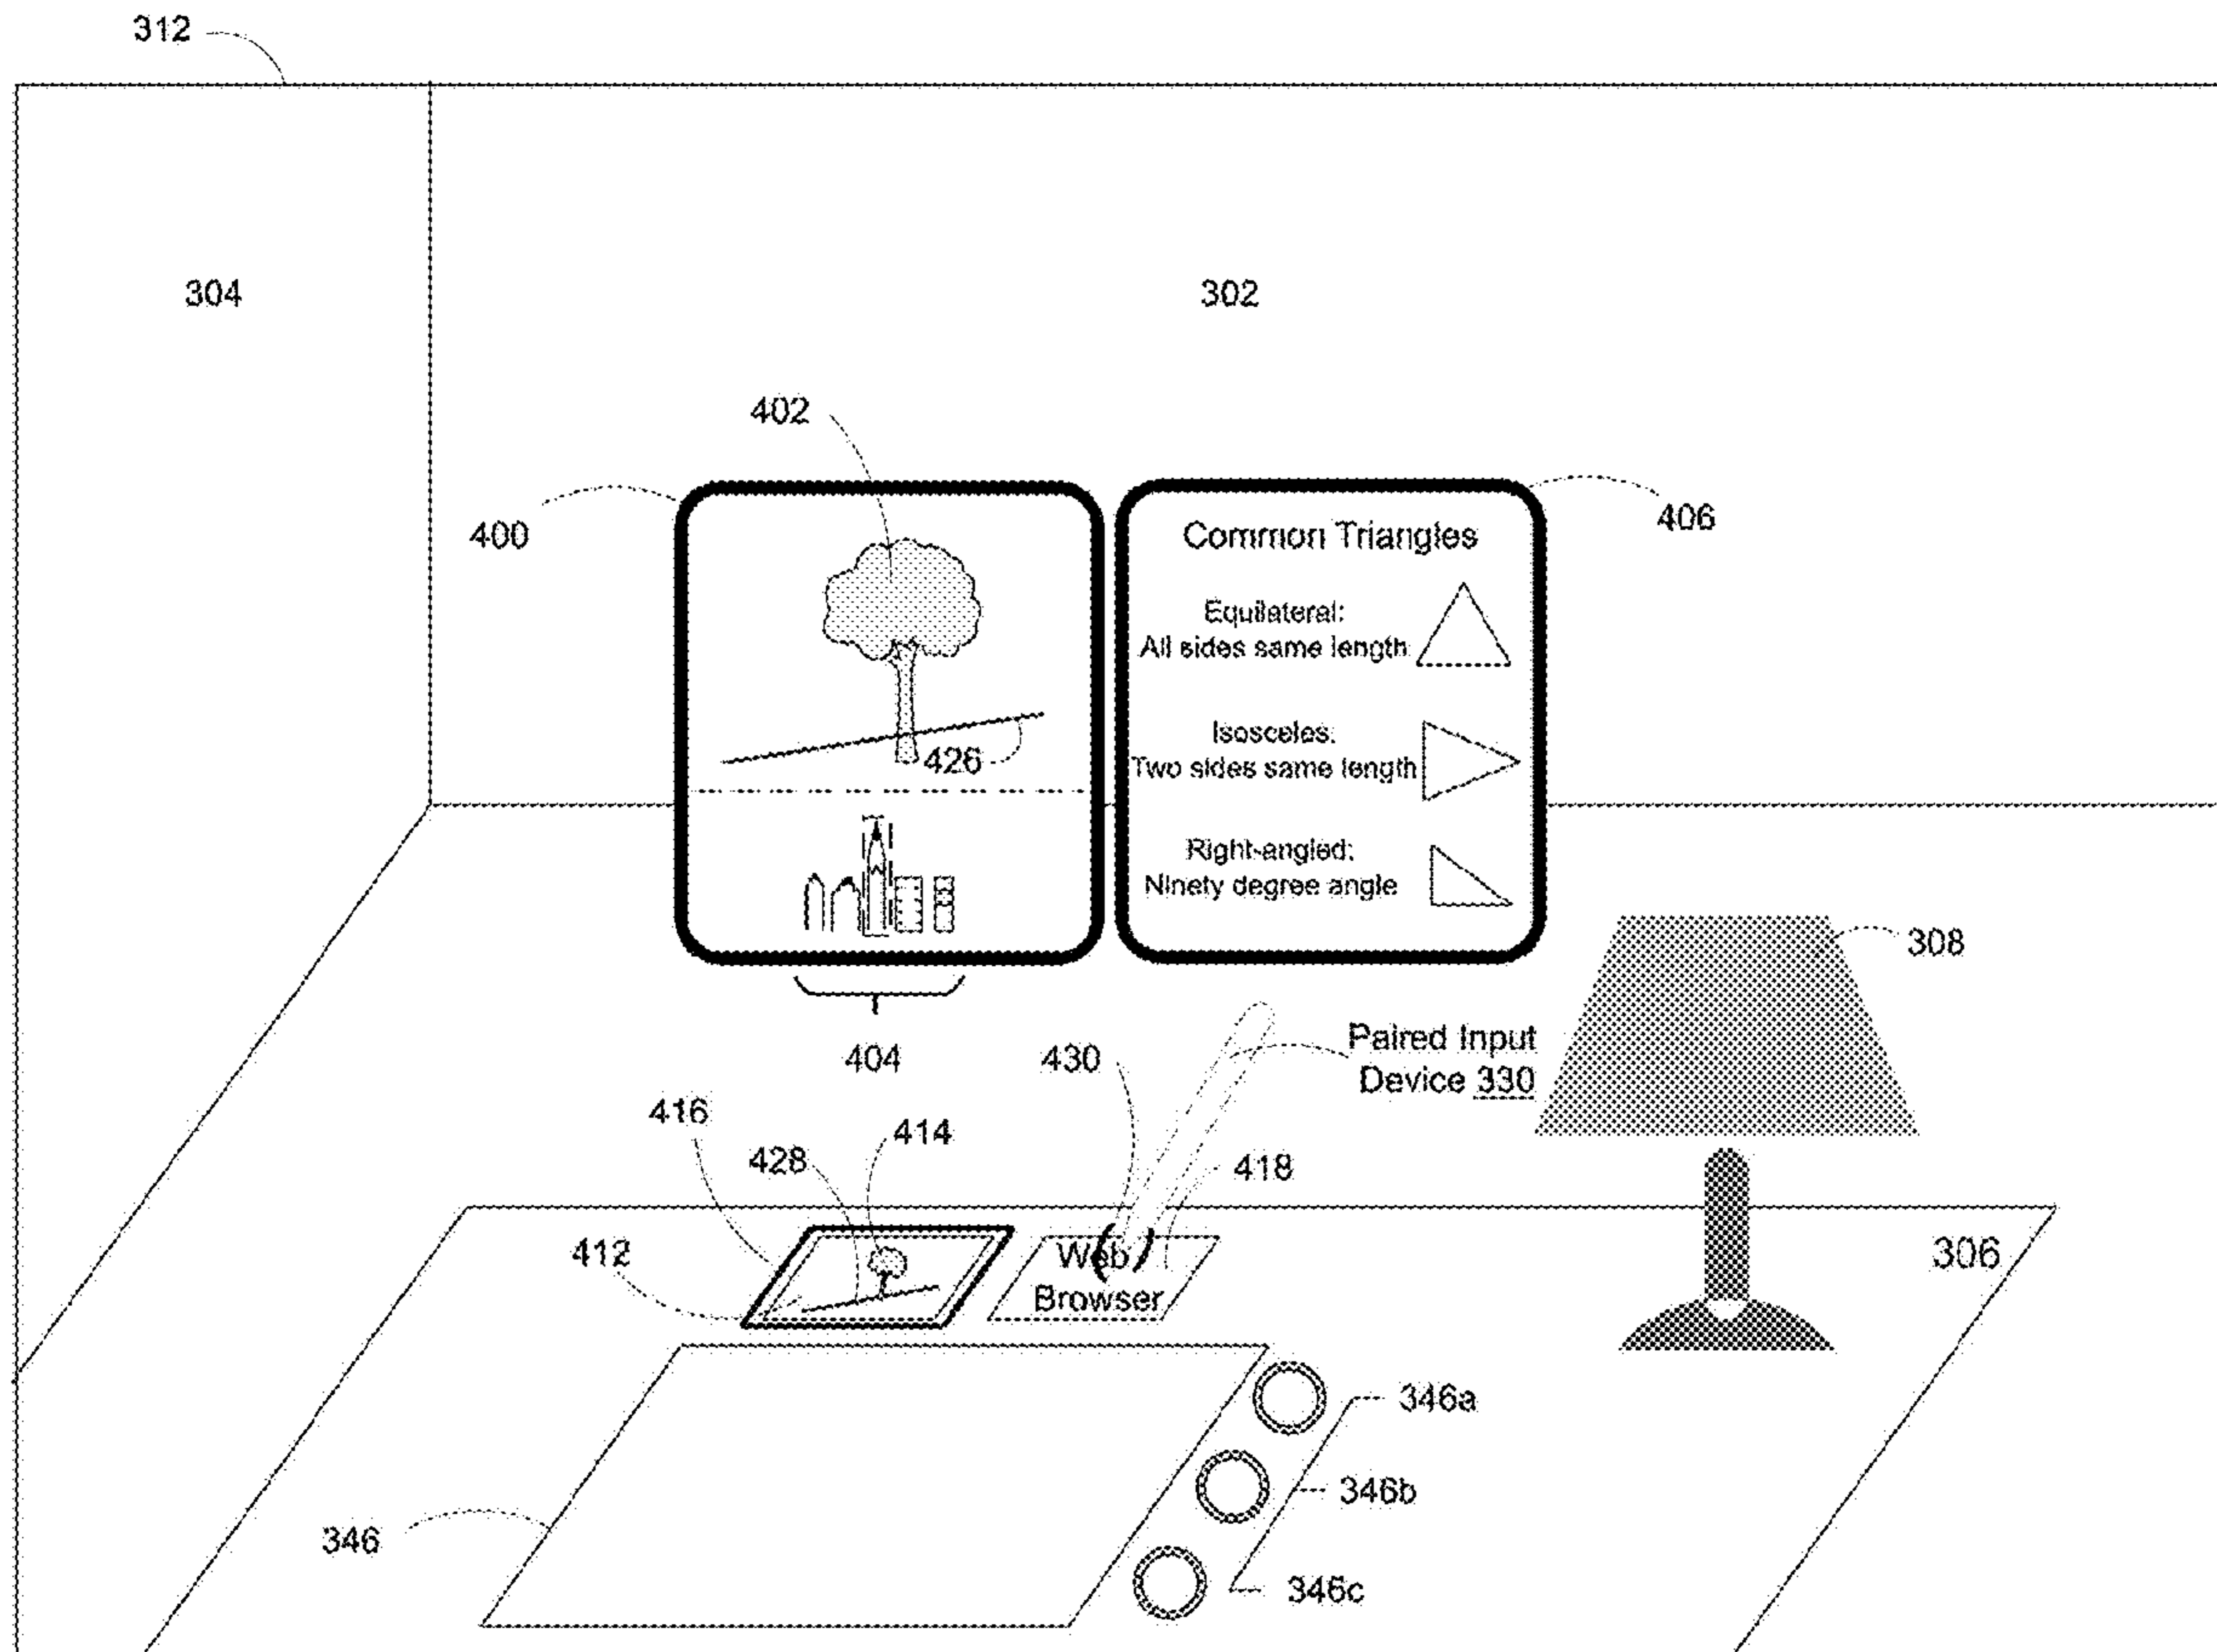 312
304
302
402
400
406
Common Triangles
Equilateral:
All sides same length
426
Isosceles:
Two sides same length
Right-angled:
Ninety degree angle
308
404
430
Paired Input
Device 330
416
414
428
418
412
Web
Browser
306
346a
346b
346
346c